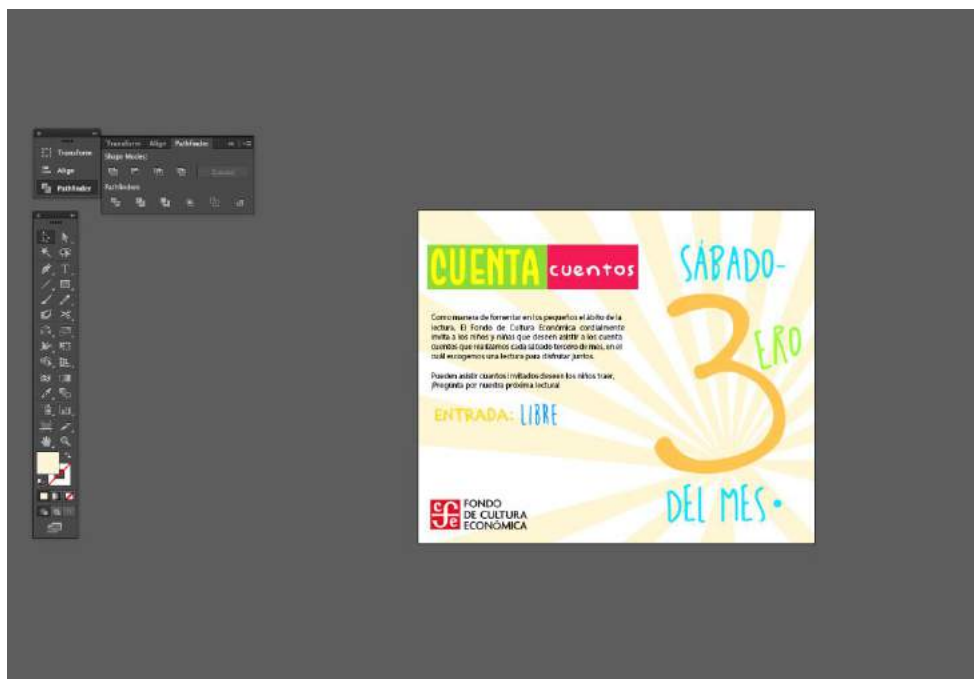 Transform
Align
Pathfinder
Transform Align Pathfinder
Shape Modes:
Pathfinders:
CUENTA cuentos
SÁBADO-
3ERO
DEL MES •
Como manera de fomentar en los pequeños el ábito de la
lectura, El Fondo de Cultura Económica cordialmente
invita a los niños y niñas que deseen asistir a los cuenta
cuentos que realizamos cada sábado tercero de mes, en el
cuál escogemos una lectura para disfrutar juntos.
Pueden asistir cuantos invitados deseen los niños traer,
¡Pregunta por nuestra próxima lectura!
ENTRADA: LIBRE
cfe
FONDO
DE CULTURA
ECONÓMICA